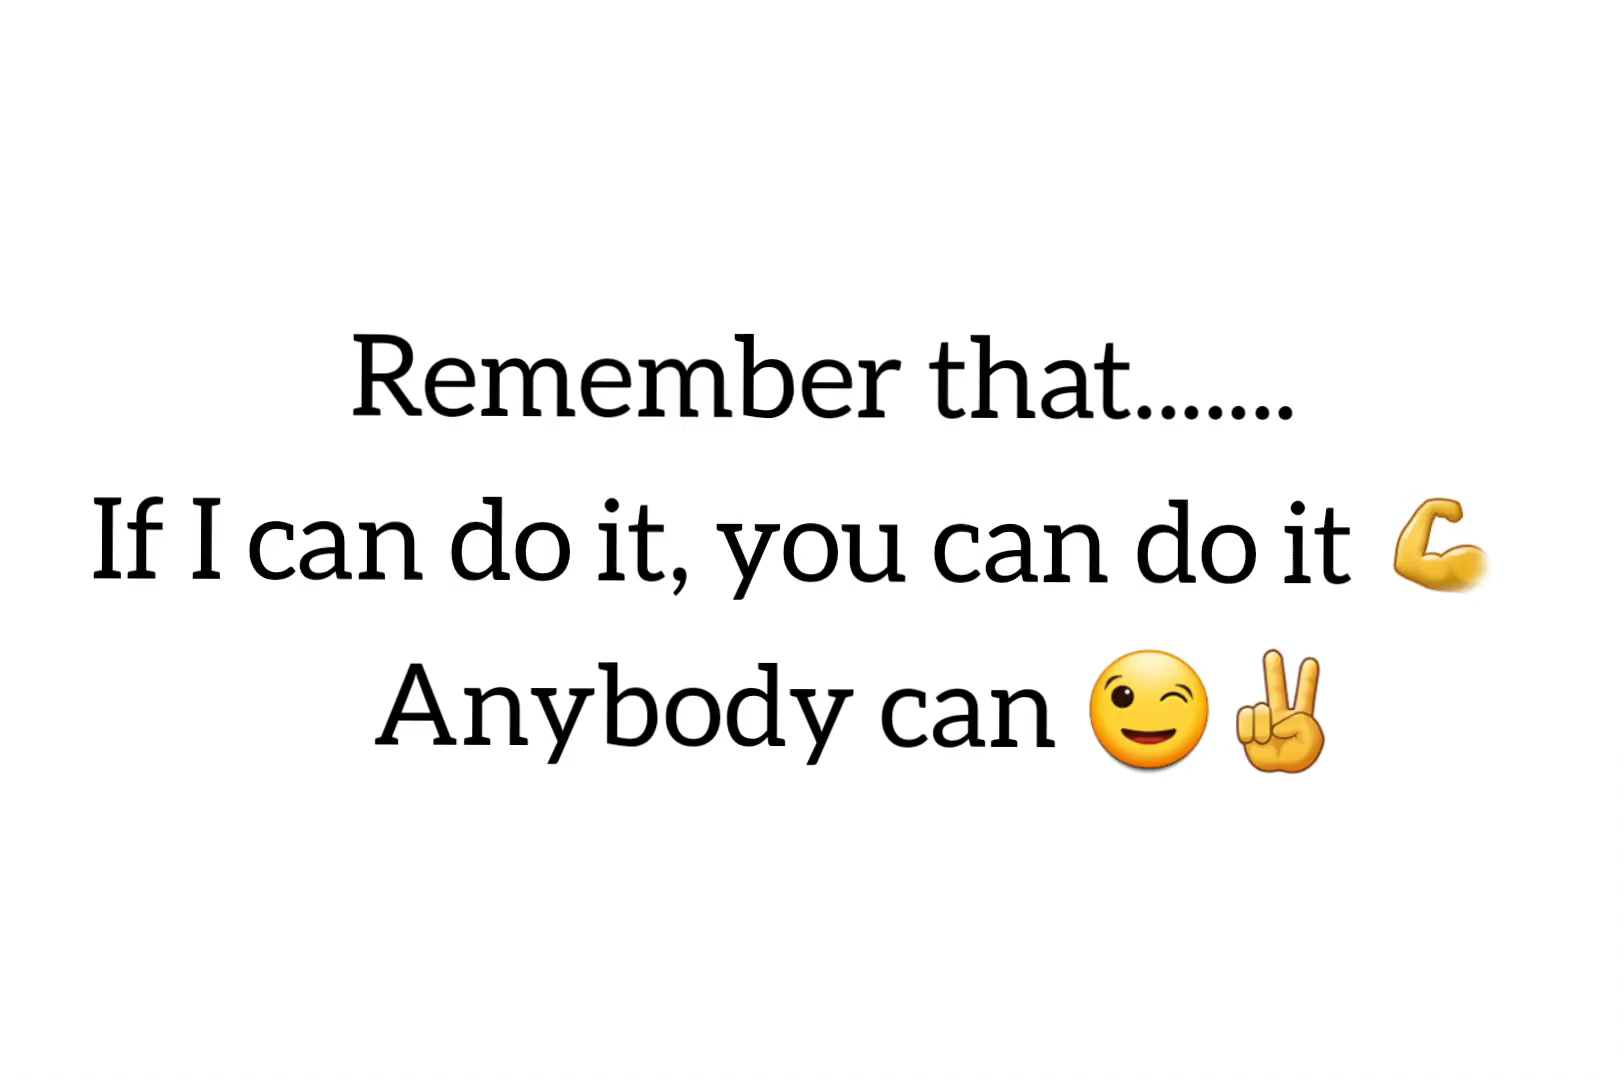 Remember that.......
If I can do it, you can do it 💪
Anybody can 😉✌